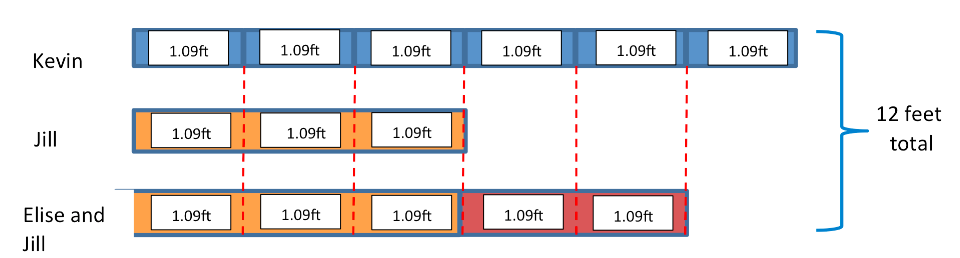 Kevin
1.09ft 1.09ft 1.09ft 1.09ft 1.09ft 1.09ft
Jill
1.09ft 1.09ft 1.09ft
12 feet
total
Elise and
Jill
1.09ft 1.09ft 1.09ft 1.09ft 1.09ft